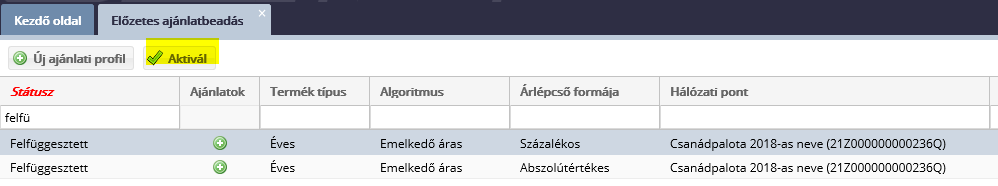 Kezdő oldal Előzetes ajánlatbeadás
Új ajánlati profil Aktivál
Státusz Ajánlatok Termék típus Algoritmus Árlépcső formája Hálózati pont
felfü
Felfüggesztett Éves Emelkedő áras Százalékos Csanádpalota 2018-as neve (21Z000000000236Q)
Felfüggesztett Éves Emelkedő áras Abszolútértékes Csanádpalota 2018-as neve (21Z000000000236Q)